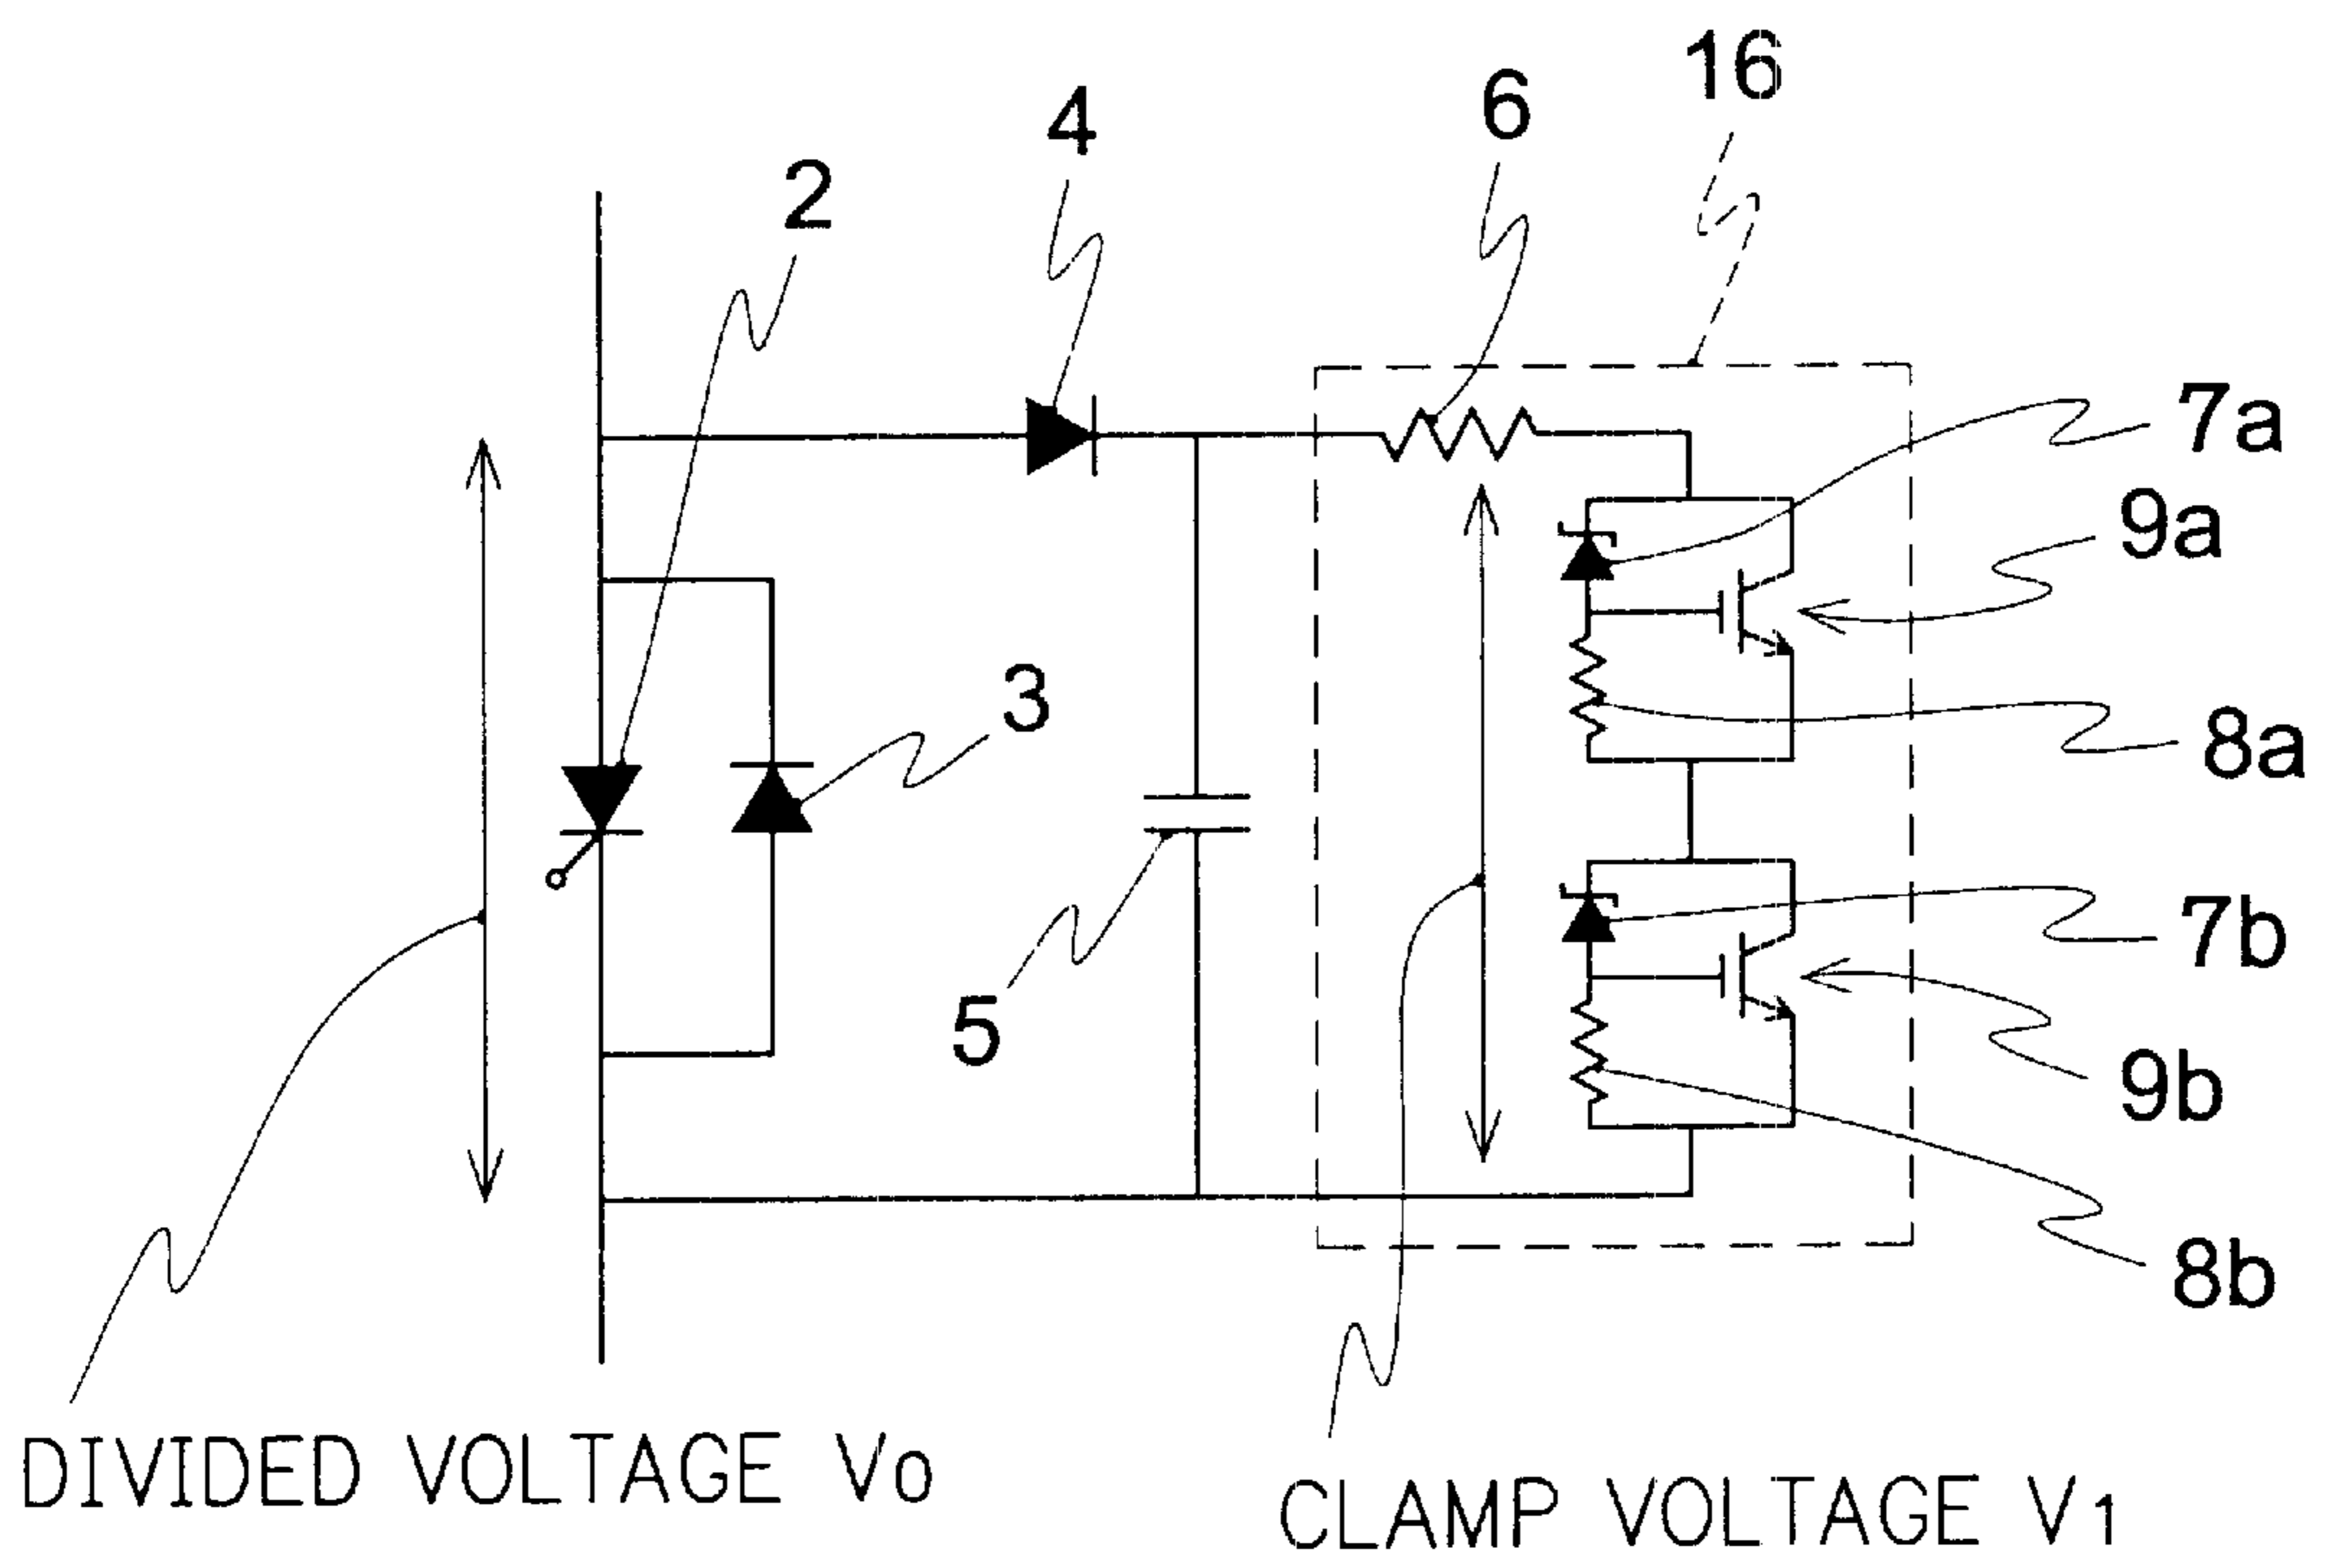 16
6
4
2
7a
9a
3
8a
7b
5
9b
8b
DIVIDED VOLTAGE Vo
CLAMP VOLTAGE V1